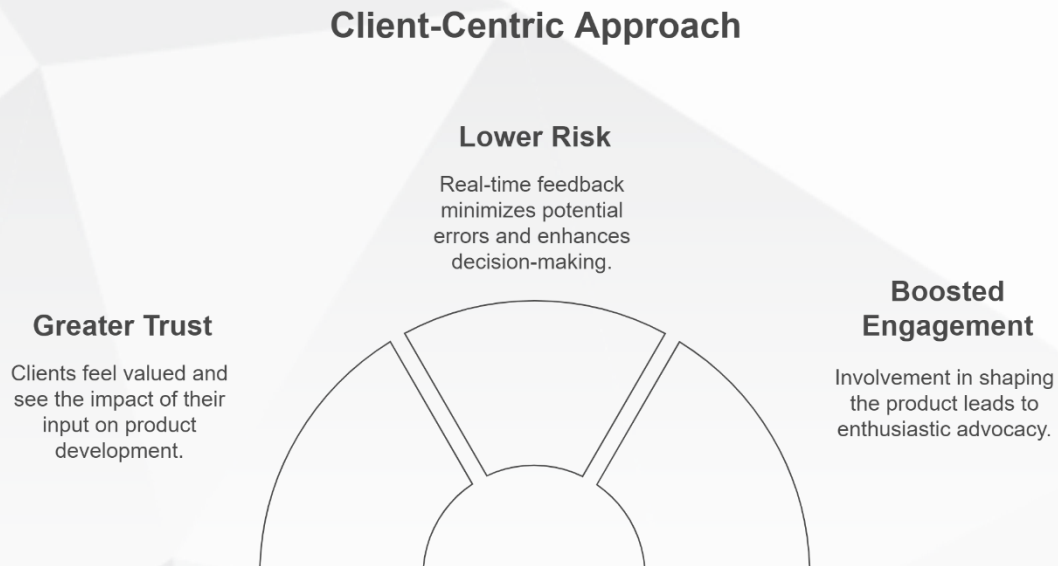 Client-Centric Approach
Lower Risk
Real-time feedback
minimizes potential
errors and enhances
decision-making.
Greater Trust
Clients feel valued and
see the impact of their
input on product
development.
Boosted
Engagement
Involvement in shaping
the product leads to
enthusiastic advocacy.